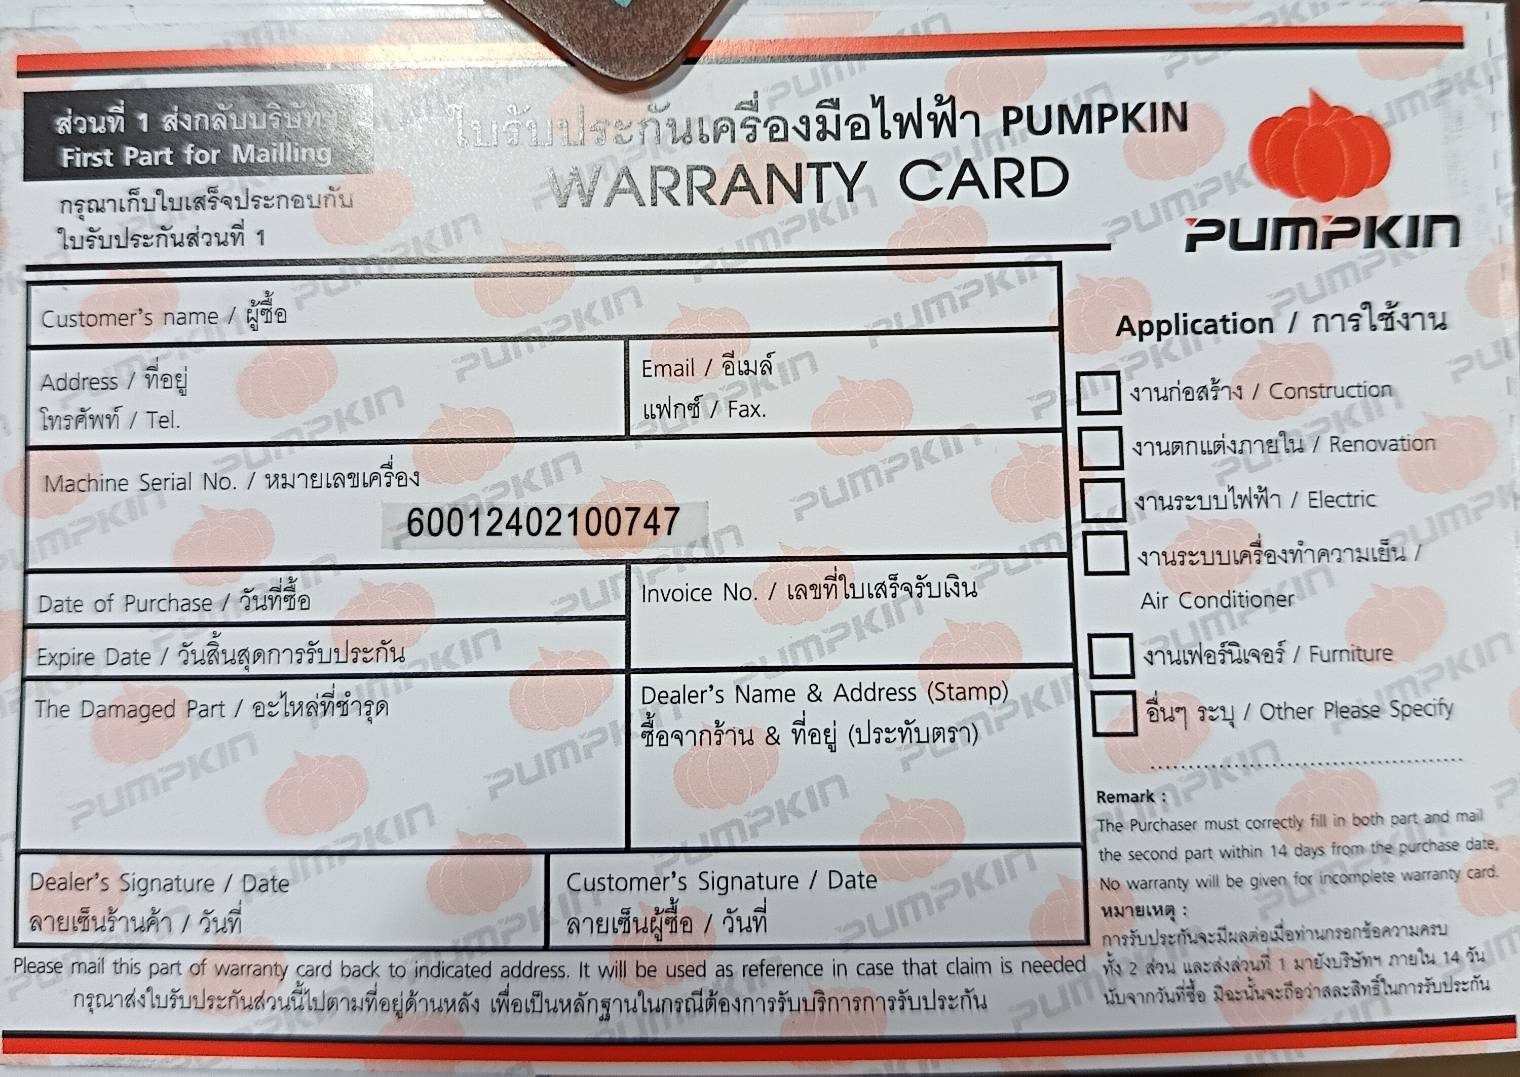 ส่วนที่ 1 ส่งกลับบริษัทฯ
First Part for Mailling
กรุณาเก็บใบเสร็จประกอบกับ
ใบรับประกันส่วนที่ 1
ใบรับประกันเครื่องมือไฟฟ้า PUMPKIN
WARRANTY CARD
PUMPKIN
Customer's name / ผู้ซื้อ
Address / ที่อยู่
โทรศัพท์ / Tel.
Email / อีเมล์
แฟกซ์ / Fax.
Machine Serial No. / หมายเลขเครื่อง
60012402100747
Date of Purchase / วันที่ซื้อ
Invoice No. / เลขที่ใบเสร็จรับเงิน
Expire Date / วันสิ้นสุดการรับประกัน
The Damaged Part / อะไหล่ที่ชำรุด
Dealer's Name & Address (Stamp)
ซื้อจากร้าน & ที่อยู่ (ประทับตรา)
Dealer's Signature / Date
ลายเซ็นร้านค้า / วันที่
Customer's Signature / Date
ลายเซ็นผู้ซื้อ / วันที่
Please mail this part of warranty card back to indicated address. It will be used as reference in case that claim is needed
กรุณาส่งใบรับประกันส่วนนี้ไปตามที่อยู่ด้านหลัง เพื่อเป็นหลักฐานในกรณีต้องการรับบริการการรับประกัน
Application / การใช้งาน
งานก่อสร้าง / Construction
งานตกแต่งภายใน / Renovation
งานระบบไฟฟ้า / Electric
งานระบบเครื่องทำความเย็น /
Air Conditioner
งานเฟอร์นิเจอร์ / Furniture
อื่นๆ ระบุ / Other Please Specify
Remark :
The Purchaser must correctly fill in both part and mail
the second part within 14 days from the purchase date,
No warranty will be given for incomplete warranty card.
หมายเหตุ :
การรับประกันจะมีผลต่อเมื่อท่านกรอกข้อความครบ
ทั้ง 2 ส่วน และส่งส่วนที่ 1 มายังบริษัทฯ ภายใน 14 วัน
นับจากวันที่ซื้อ มิฉะนั้นจะถือว่าสละสิทธิ์ในการรับประกัน